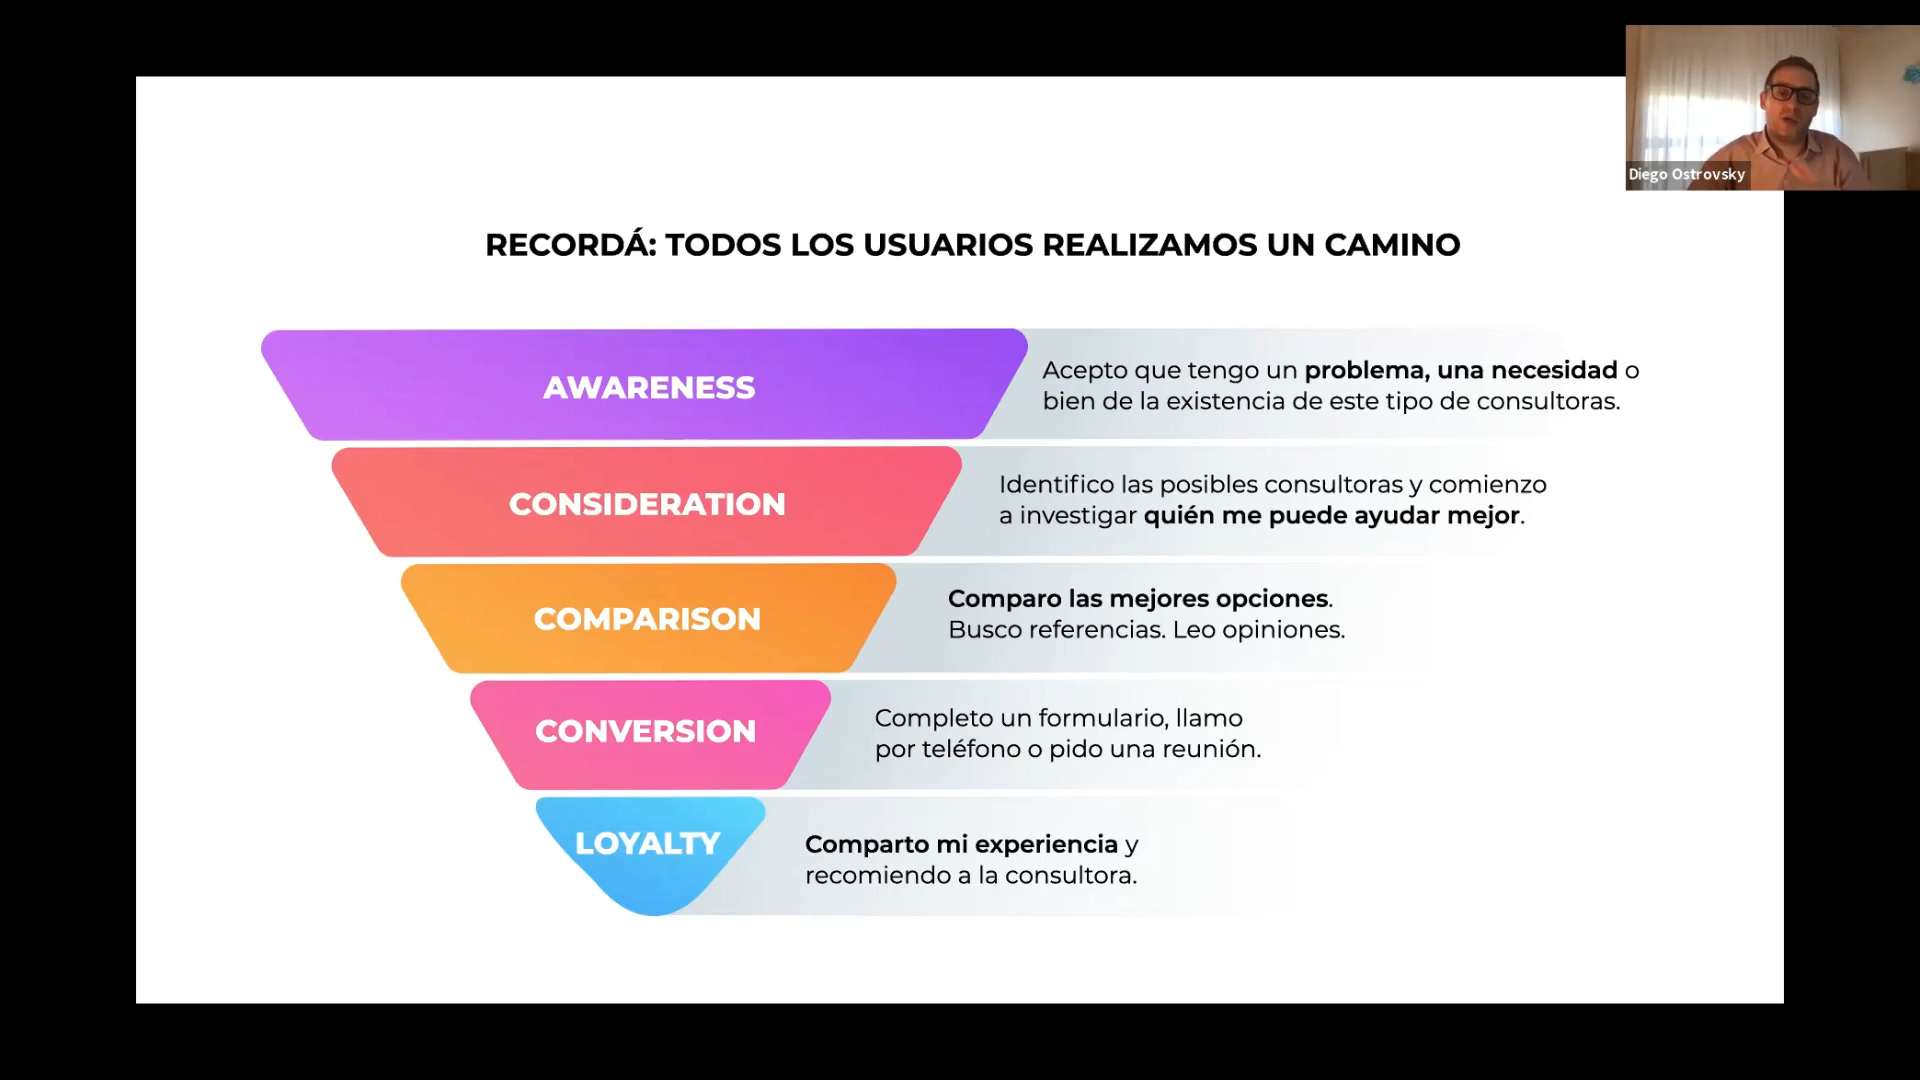 Diego Ostrovsky
RECORDÁ: TODOS LOS USUARIOS REALIZAMOS UN CAMINO
AWARENESS
Acepto que tengo un problema, una necesidad o
bien de la existencia de este tipo de consultoras.
CONSIDERATION
Identifico las posibles consultoras y comienzo
a investigar quién me puede ayudar mejor.
COMPARISON
Comparo las mejores opciones.
Busco referencias. Leo opiniones.
CONVERSION
Completo un formulario, llamo
por teléfono o pido una reunión.
LOYALTY
Comparto mi experiencia y
recomiendo a la consultora.